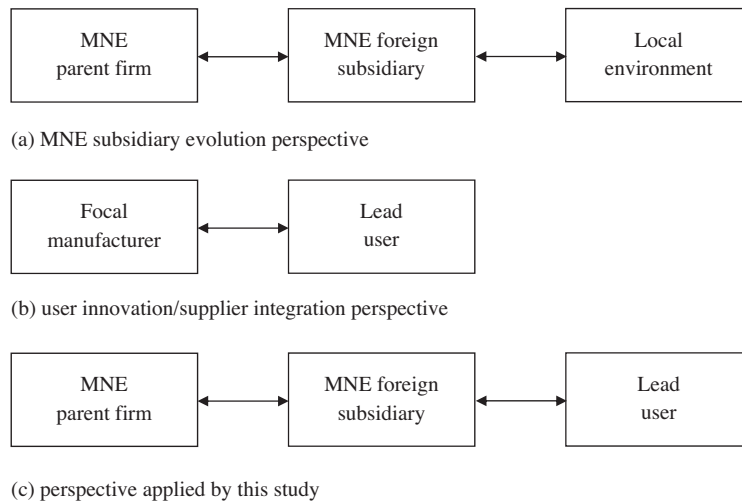 MNE
parent firm
MNE foreign
subsidiary
Local
environment
(a) MNE subsidiary evolution perspective
Focal
manufacturer
Lead
user
(b) user innovation/supplier integration perspective
MNE
parent firm
MNE foreign
subsidiary
Lead
user
(c) perspective applied by this study